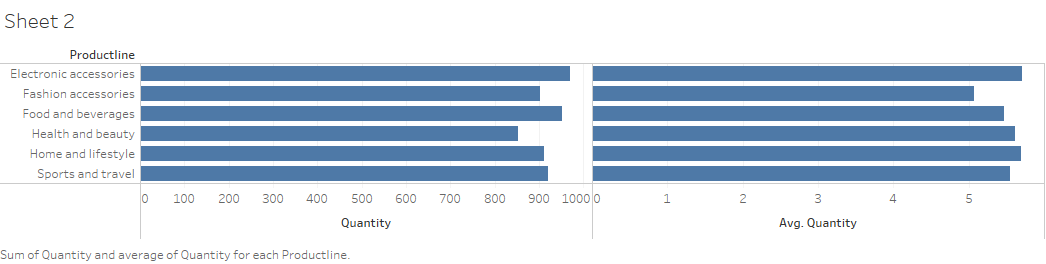 Sheet 2
Productline
Electronic accessories
Fashion accessories
Food and beverages
Health and beauty
Home and lifestyle
Sports and travel
0 100 200 300 400 500 600 700 800 900 1000 0 1 2 3 4 5
Quantity Avg. Quantity
Sum of Quantity and average of Quantity for each Productline.